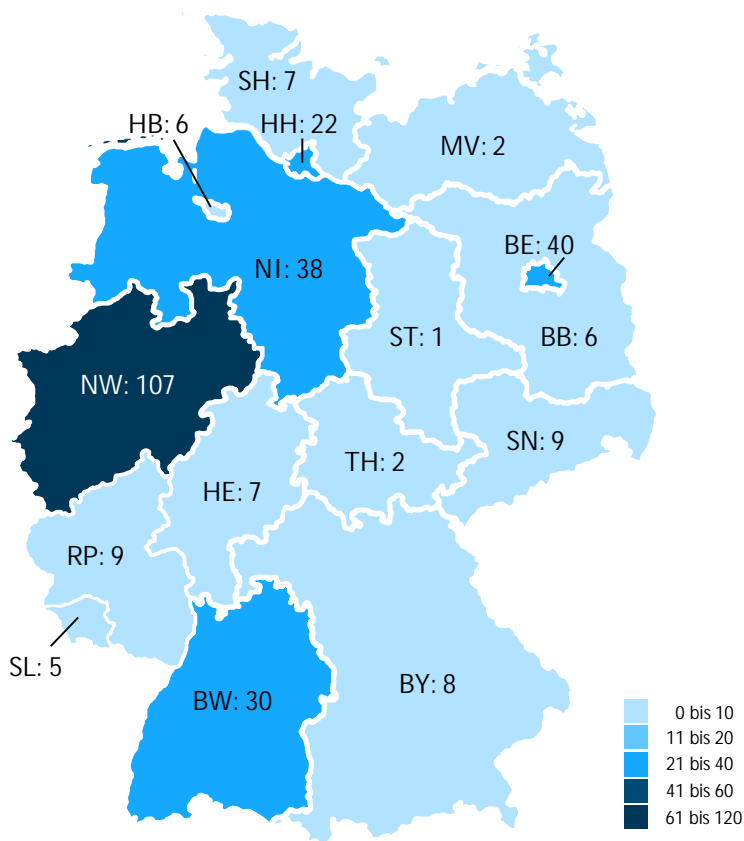 SH: 7
HB: 6
HH: 22
MV: 2
BE: 40
NI: 38
ST: 1
BB: 6
NW: 107
SN: 9
TH: 2
HE: 7
RP: 9
SL: 5
BW: 30
BY: 8
0 bis 10
11 bis 20
21 bis 40
41 bis 60
61 bis 120